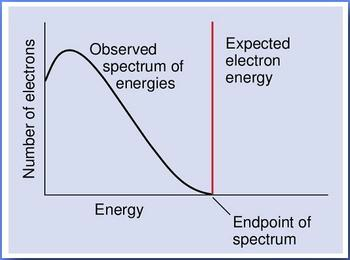 Number of electrons
Observed
spectrum of
energies
Expected
electron
energy
Energy
Endpoint of
spectrum